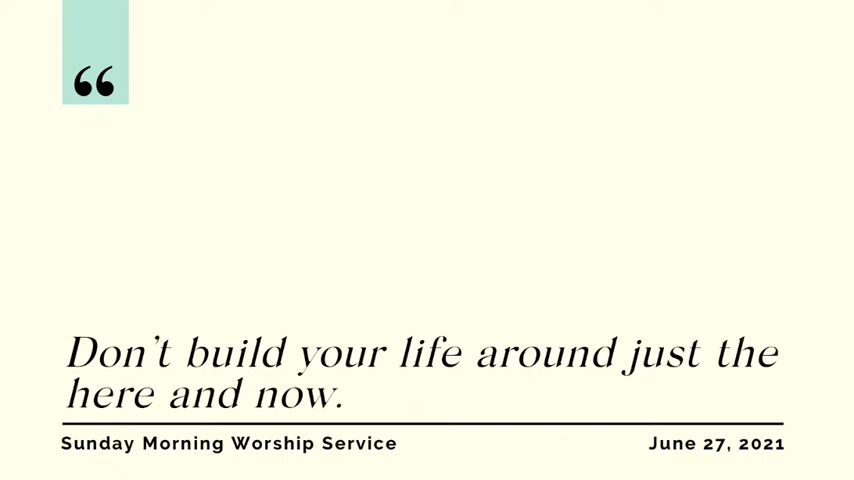 “
Don’t build your life around just the
here and now.
Sunday Morning Worship Service June 27, 2021